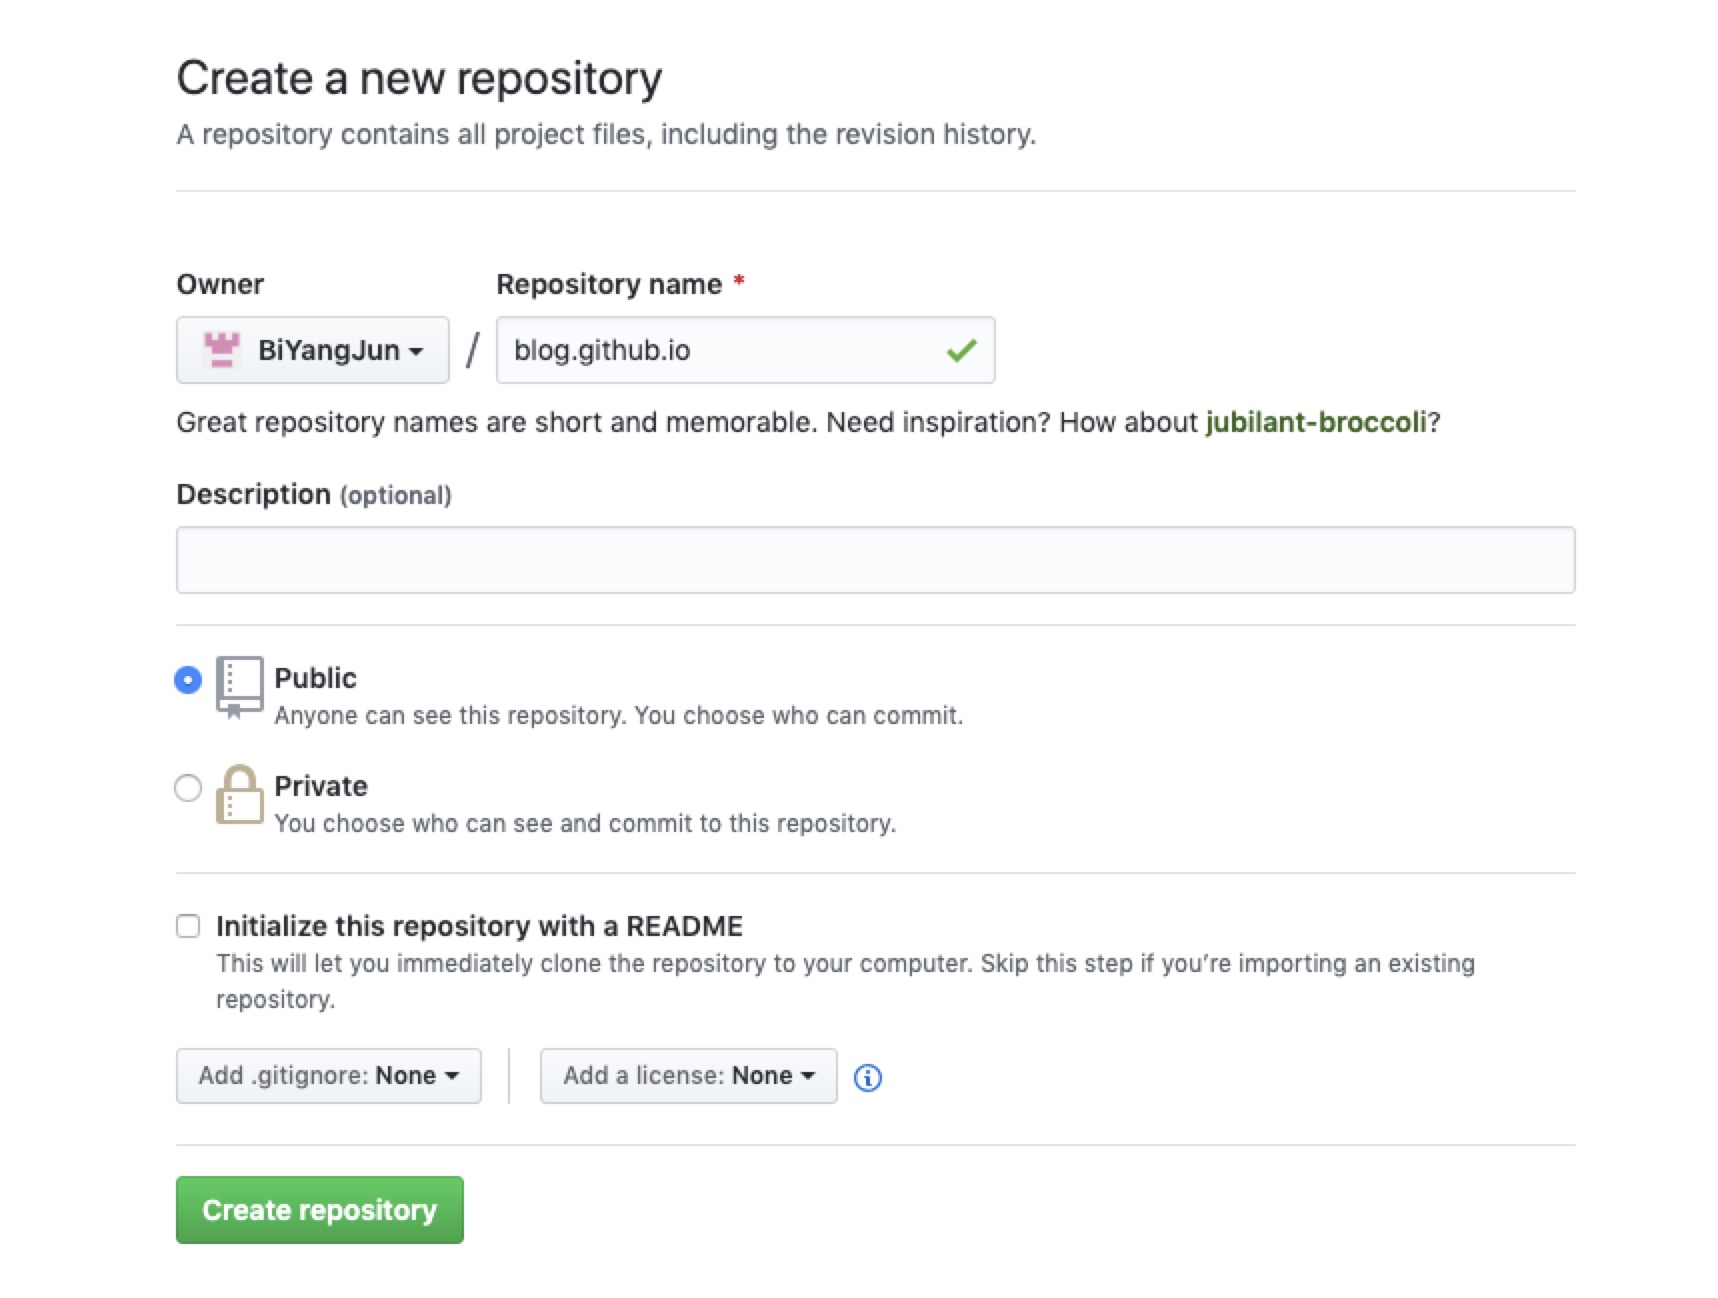 Create a new repository
A repository contains all project files, including the revision history.
Owner
Repository name *
BiYangJun / blog.github.io
Great repository names are short and memorable. Need inspiration? How about jubilant-broccoli?
Description (optional)
Public
Anyone can see this repository. You choose who can commit.
Private
You choose who can see and commit to this repository.
Initialize this repository with a README
This will let you immediately clone the repository to your computer. Skip this step if you’re importing an existing
repository.
Add .gitignore: None
Add a license: None
Create repository